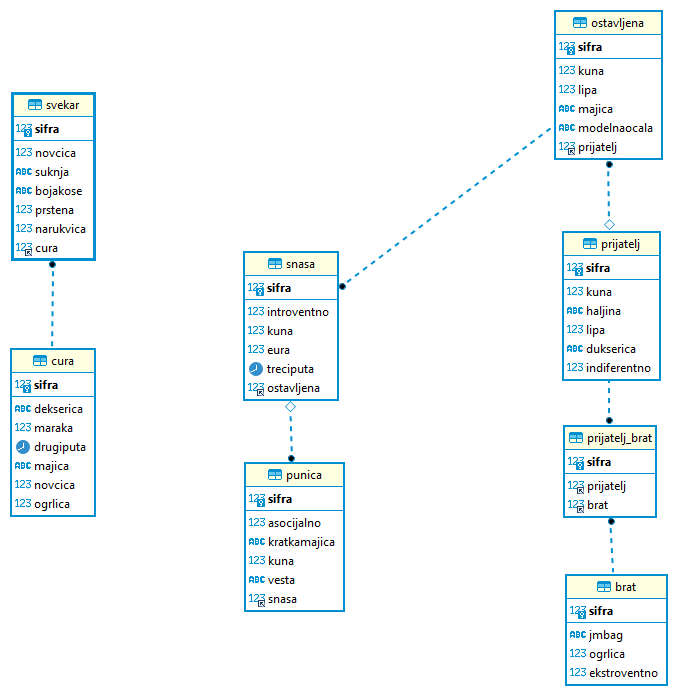 svekar
123 sifra
123 novcica
ABC suknja
ABC bojakose
123 prstena
123 narukvica
123 cura
cura
123 sifra
ABC dekserica
123 maraka
drugiputa
ABC majica
123 novcica
123 ogrlica
snasa
123 sifra
123 introventno
123 kuna
123 eura
treciputa
123 ostavljena
punica
123 sifra
123 asocijalno
ABC kratkamajica
123 kuna
ABC vesta
123 snasa
ostavljena
123 sifra
123 kuna
123 lipa
ABC majica
ABC modelnaocala
123 prijatelj
prijatelj
123 sifra
123 kuna
ABC haljina
123 lipa
ABC dukserica
123 indiferentno
prijatelj_brat
123 sifra
123 prijatelj
123 brat
brat
123 sifra
ABC jmbag
123 ogrlica
123 ekstroventno